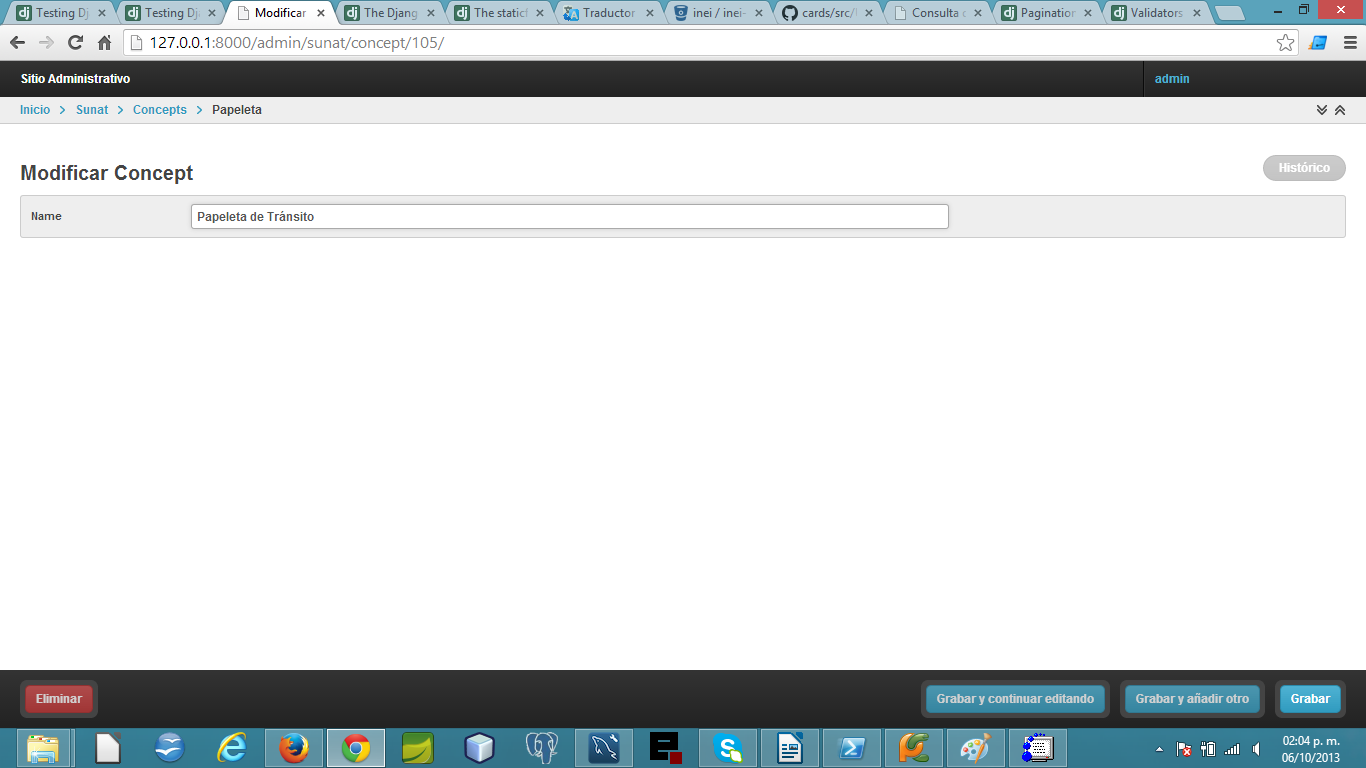 Testing Dj
Testing Dj
Modificar
The Djang
The staticf
Traductor
inei / inei-
cards/src/
Consulta
Pagination
Validators
127.0.0.1:8000/admin/sunat/concept/105/
Sitio Administrativo
admin
Inicio > Sunat > Concepts > Papeleta
Modificar Concept
Histórico
Name
Papeleta de Tránsito
Eliminar
Grabar y continuar editando
Grabar y añadir otro
Grabar
02:04 p. m.
06/10/2013